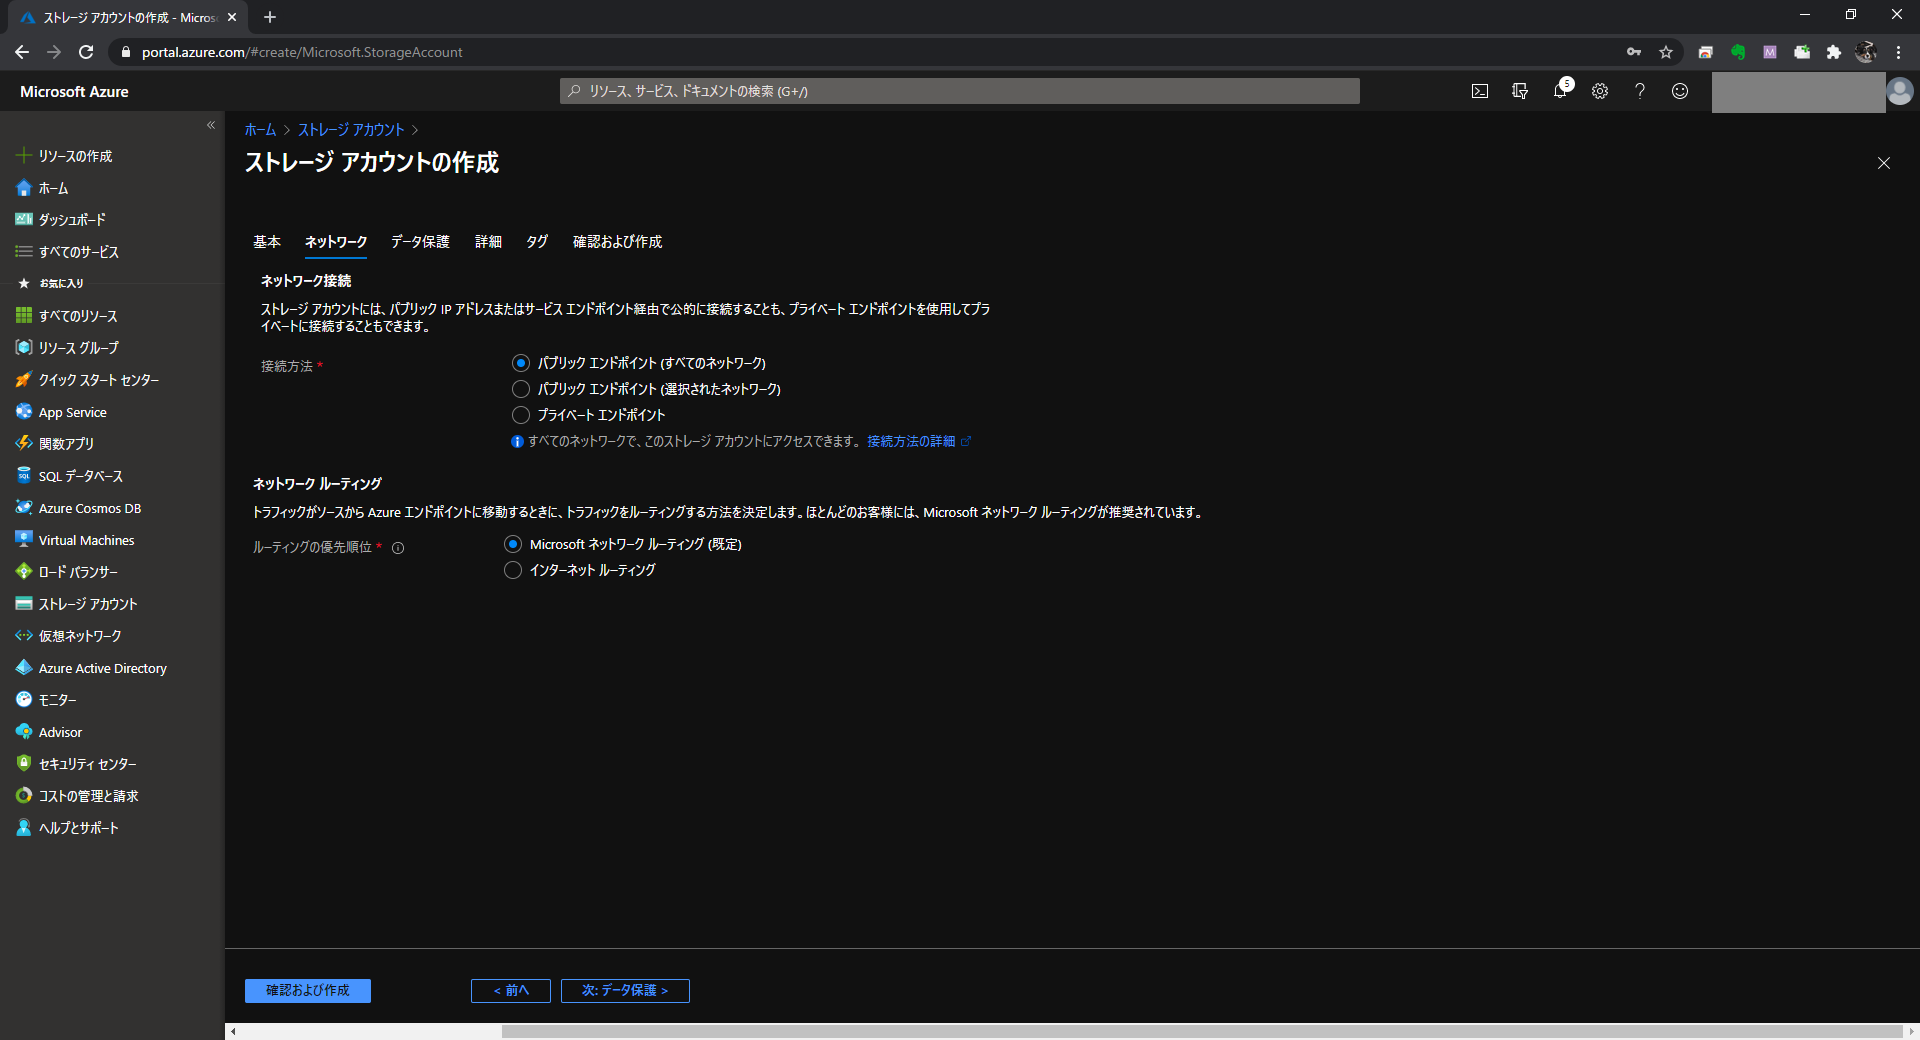 ストレージ アカウントの作成 - Micros
portal.azure.com/#create/Microsoft.StorageAccount
Microsoft Azure
リソース、サービス、ドキュメントの検索 (G+/)
5
リソースの作成
ホーム
ダッシュボード
すべてのサービス
お気に入り
すべてのリソース
リソース グループ
クイック スタート センター
App Service
関数アプリ
SQL データベース
Azure Cosmos DB
Virtual Machines
ロード バランサー
ストレージ アカウント
仮想ネットワーク
Azure Active Directory
モニター
Advisor
セキュリティ センター
コストの管理と請求
ヘルプとサポート
ホーム > ストレージ アカウント >
ストレージ アカウントの作成
基本 ネットワーク データ保護 詳細 タグ 確認および作成
ネットワーク接続
ストレージ アカウントには、パブリック IP アドレスまたはサービス エンドポイント経由で公的に接続することも、プライベート エンドポイントを使用してプラ
イベートに接続することもできます。
接続方法 *
パブリック エンドポイント (すべてのネットワーク)
パブリック エンドポイント (選択されたネットワーク)
プライベート エンドポイント
すべてのネットワークで、このストレージ アカウントにアクセスできます。 接続方法の詳細
ネットワーク ルーティング
トラフィックがソースから Azure エンドポイントに移動するときに、トラフィックをルーティングする方法を決定します。ほとんどのお客様には、Microsoft ネットワーク ルーティングが推奨されています。
ルーティングの優先順位 *
Microsoft ネットワーク ルーティング (既定)
インターネット ルーティング
確認および作成
< 前へ
次: データ保護 >